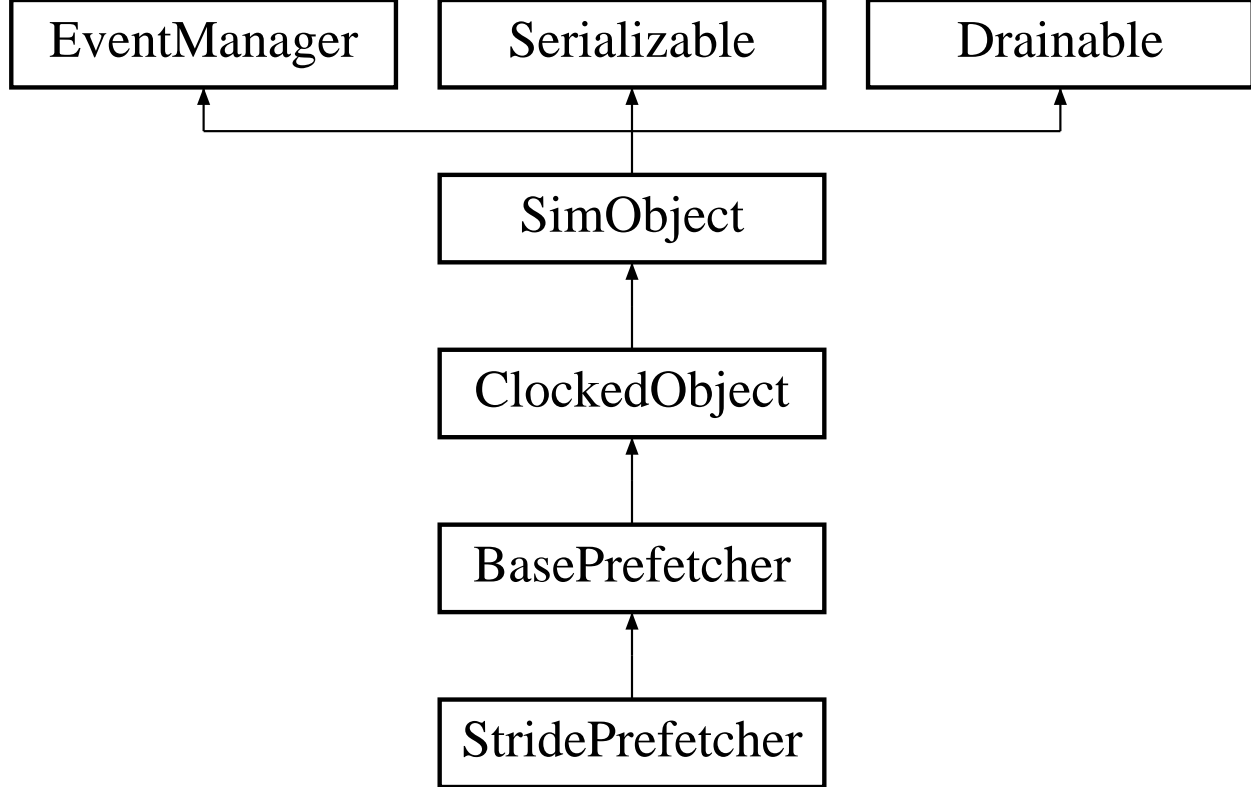 EventManager
Serializable
Drainable
SimObject
ClockedObject
BasePrefetcher
StridePrefetcher